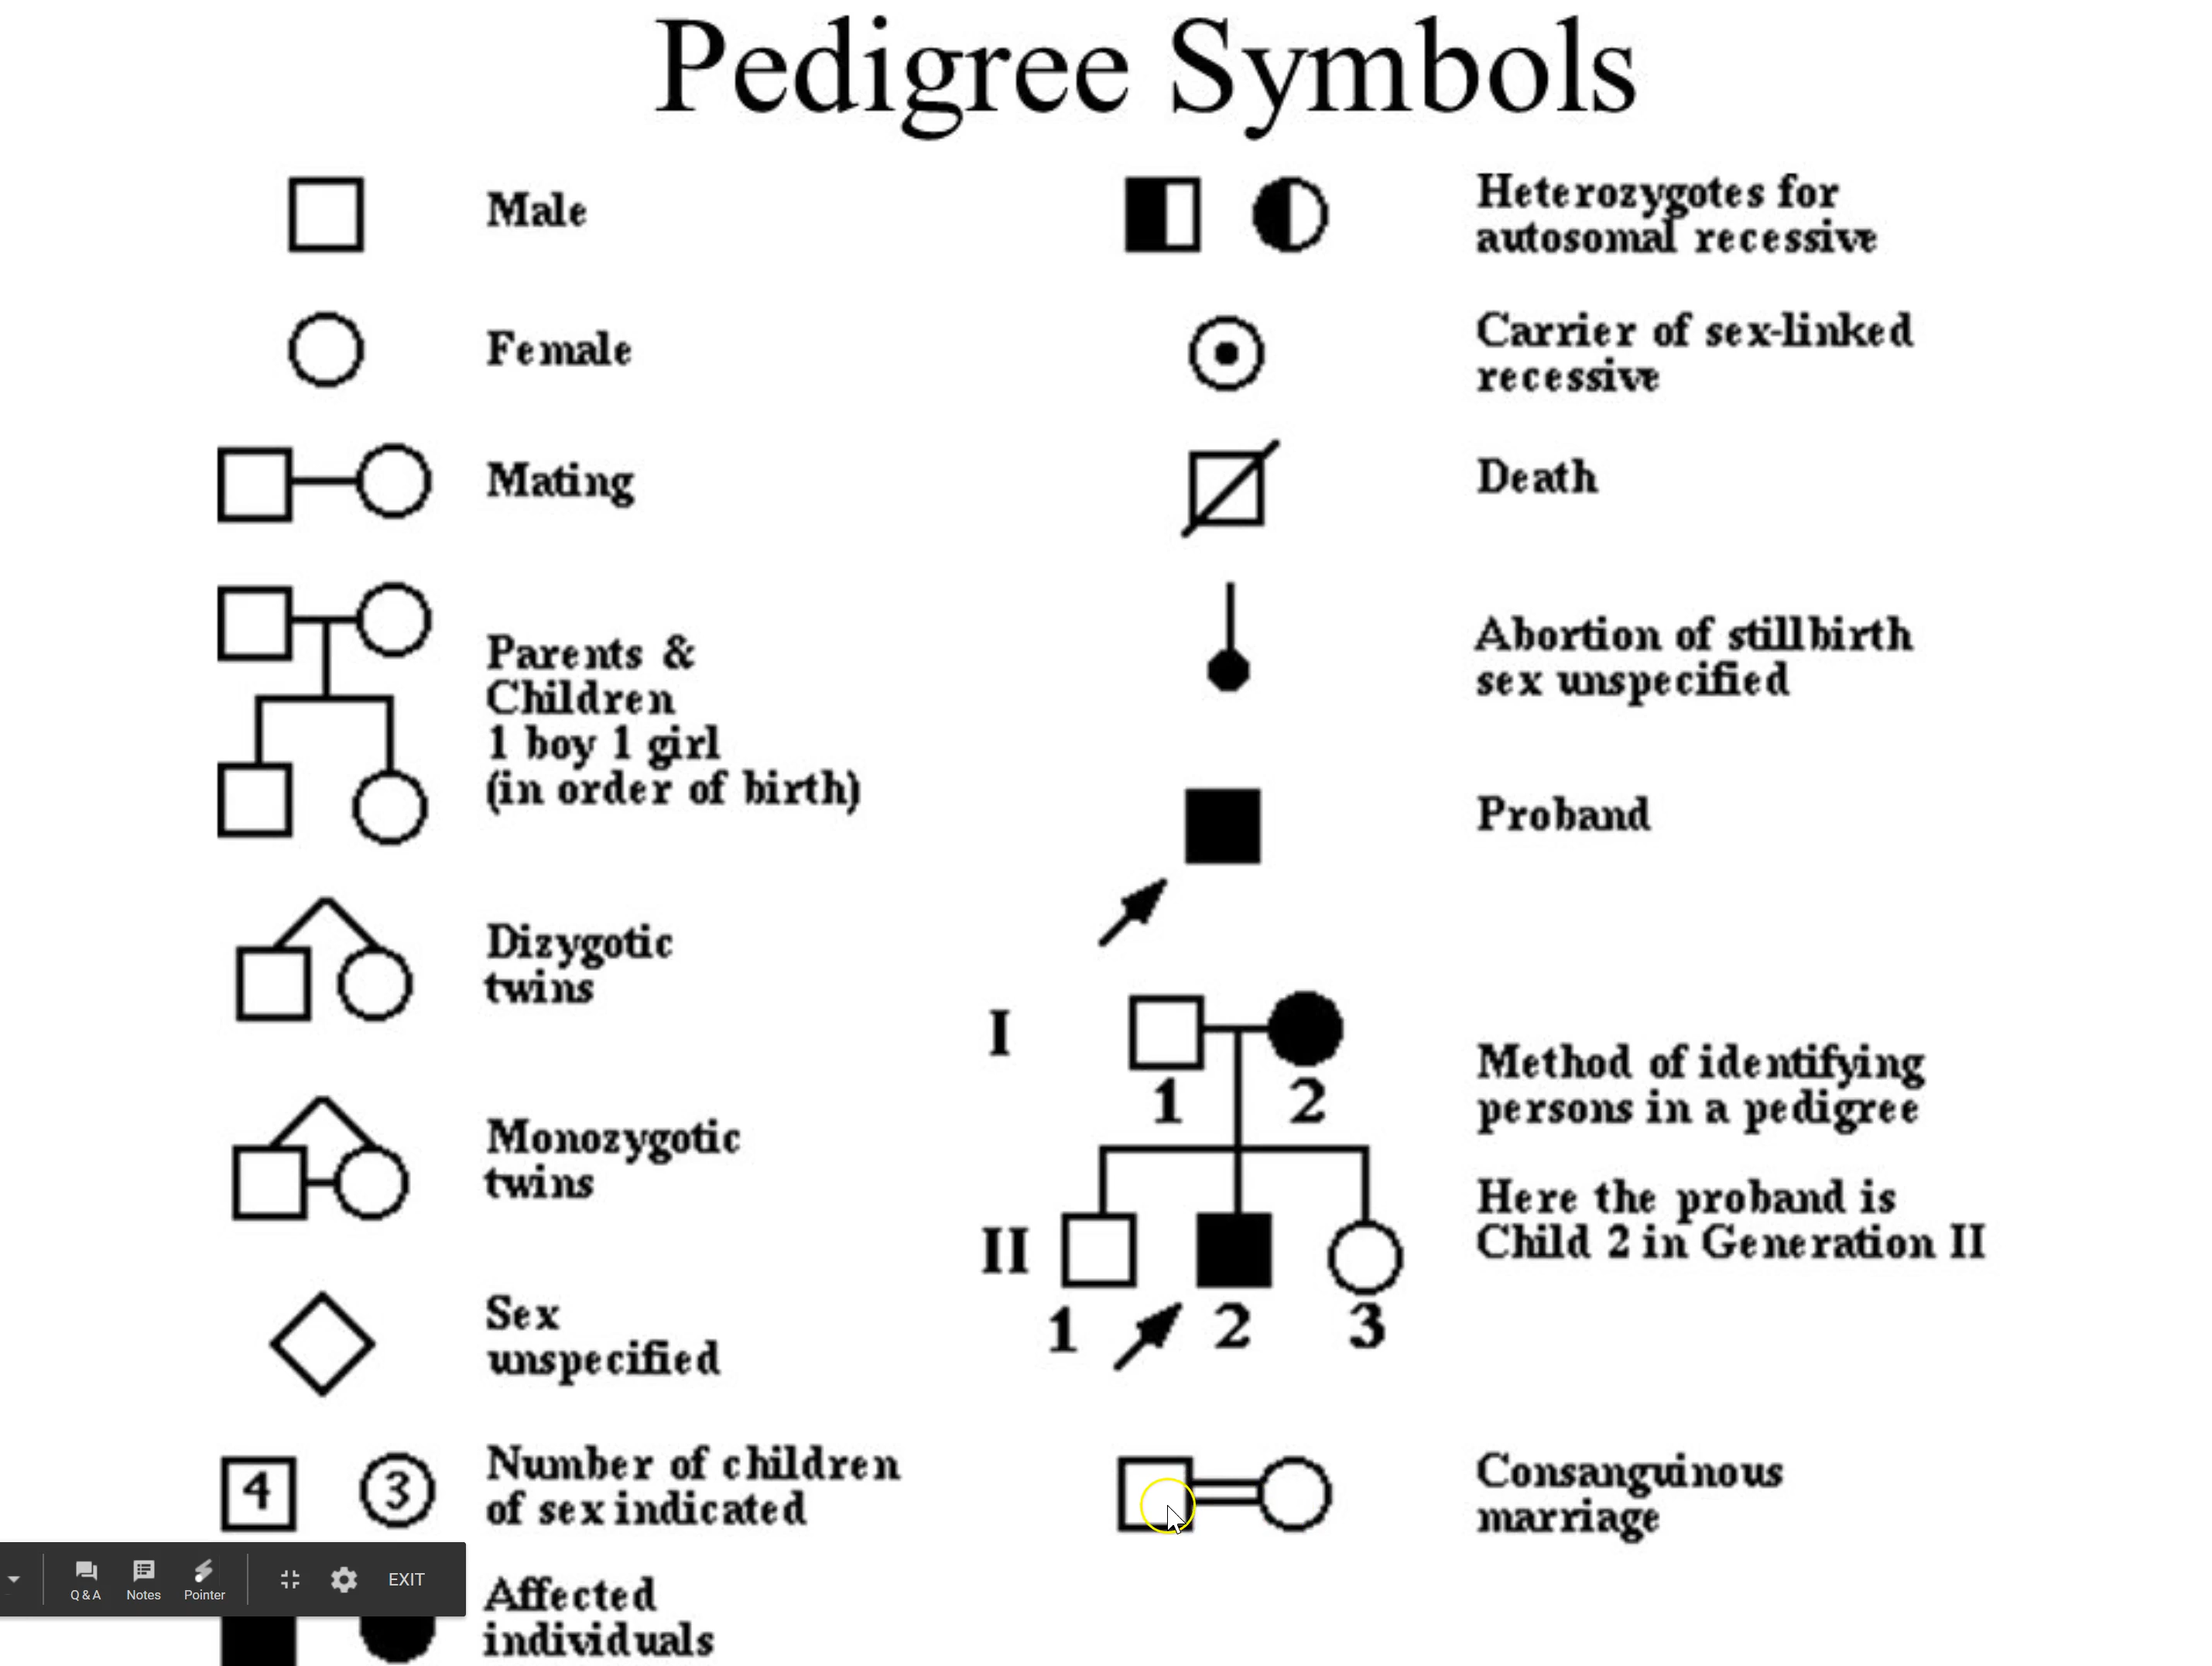 Pedigree Symbols
Male
Female
Mating
Parents &
Children
1 boy 1 girl
(in order of birth)
Dizygotic
twins
Monozygotic
twins
Sex
unspecified
4 3
Number of children
of sex indicated
Affected
individuals
Heterozygotes for
autosomal recessive
Carrier of sex-linked
recessive
Death
Abortion of stillbirth
sex unspecified
Proband
I
1 2
II
1 2 3
Method of identifying
persons in a pedigree
Here the proband is
Child 2 in Generation II
Consanguinous
marriage
Q & A Notes Pointer EXIT